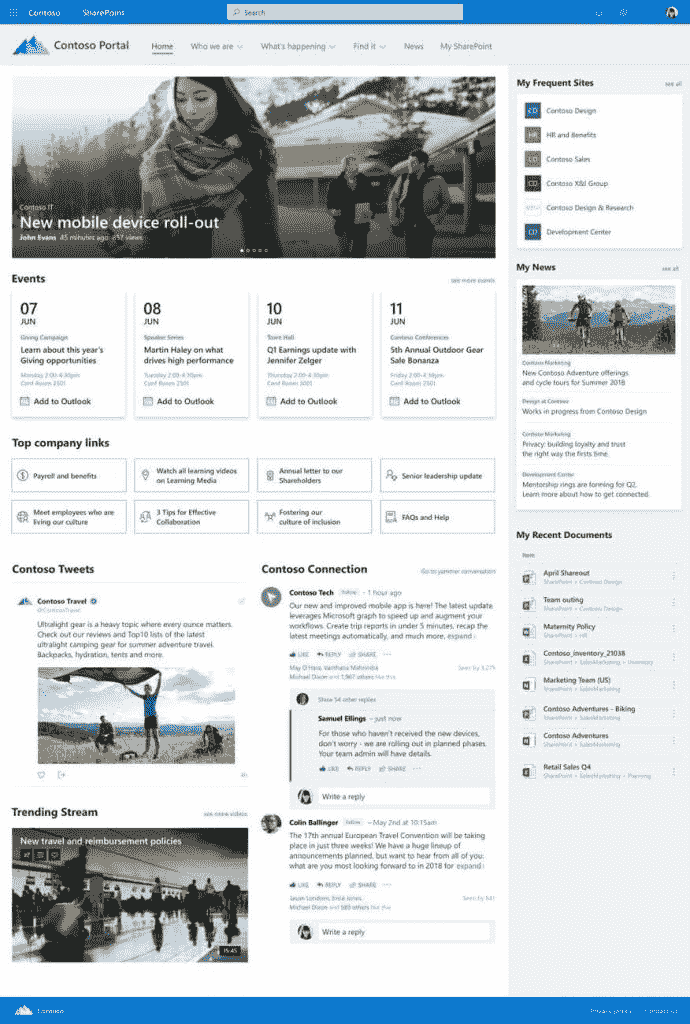 Contoso
SharePoint
Search
Contoso Portal
Home
Who we are
What's happening
Find it
News
My SharePoint
Contoso IT
New mobile device roll-out
John Evans 45 minutes ago 657 views
Events
see more events
07
JUN
Giving Campaign
Learn about this year's
Giving opportunities
Monday 2:00-4:30pm
Conf Room 2501
Add to Outlook
08
JUN
Speaker Series
Martin Haley on what
drives high performance
Tuesday 2:00-4:30pm
Conf Room 2501
Add to Outlook
10
JUN
Town Hall
Q1 Earnings update with
Jennifer Zelger
Thursday 2:00-4:30pm
Conf Room 3001
Add to Outlook
11
JUN
Contoso Conferences
5th Annual Outdoor Gear
Sale Bonanza
Friday 2:00-4:30pm
Conf Room 2501
Add to Outlook
Top company links
Payroll and benefits
Watch all learning videos
on Learning Media
Annual letter to our
Shareholders
Senior leadership update
Meet employees who are
living our culture
3 Tips for Effective
Collaboration
Fostering our
culture of inclusion
FAQs and Help
Contoso Tweets
Contoso Travel
@ContosoTravel
Ultralight gear is a heavy topic where every ounce matters.
Check out our reviews and Top10 lists of the latest
ultralight camping gear for summer adventure travel.
Backpacks, hydration, tents and more.
4h
Trending Stream
see more videos
New travel and reimbursement policies
15:45
Contoso Connection
Go to yammer conversation
Contoso Tech Follow - 1 hour ago
Our new and improved mobile app is here! The latest update
leverages Microsoft graph to speed up and augment your
workflows. Create trip reports in under 5 minutes, recap the
latest meetings automatically, and much more, expand
LIKE REPLY SHARE
May O'Hara, Vanthana Mahnintha
Seen by 3,275
Michael Dixon and 1,967 others like this
Show 54 other replies
Samuel Ellings - just now
For those who haven't received the new devices,
don't worry - we are rolling out in planned phases.
Your team admin will have details.
LIKE REPLY SHARE
Write a reply
Colin Ballinger Follow - May 2nd at 10:15am
The 17th annual European Travel Convention will be taking
place in just three weeks! We have a huge lineup of
announcements planned, but want to hear from all of you:
what are you most looking forward to in 2018 for expand
LIKE REPLY SHARE
Jason Londons, Enise Jones,
Seen by 641
Michael Dixon and 580 others like this
Write a reply
My Frequent Sites
see all
CD
Contoso Design
HR
HR and Benefits
Contoso Sales
CD
Contoso X&I Group
Contoso Design & Research
CD
Development Center
My News
see all
Contoso Marketing
New Contoso Adventure offerings
and cycle tours for Summer 2018
Design at Contoso
Works in progress from Contoso Design
Contoso Marketing
Privacy: building loyalty and trust
the right way the firsts time.
Development Center
Mentorship rings are forming for Q2.
Learn more about how to get connected.
My Recent Documents
Item
April Shareout
SharePoint > Contoso Design
Team outing
SharePoint > Contoso Design
Maternity Policy
SharePoint > HR
Contoso_inventory_21038
SharePoint > SalesMarketing > Inventory
Marketing Team (US)
SharePoint > SalesMarketing
Contoso Adventures - Biking
SharePoint > SalesMarketing
Contoso Adventures
SharePoint > SalesMarketing
Retail Sales Q4
SharePoint > SalesMarketing > Planning
Contoso